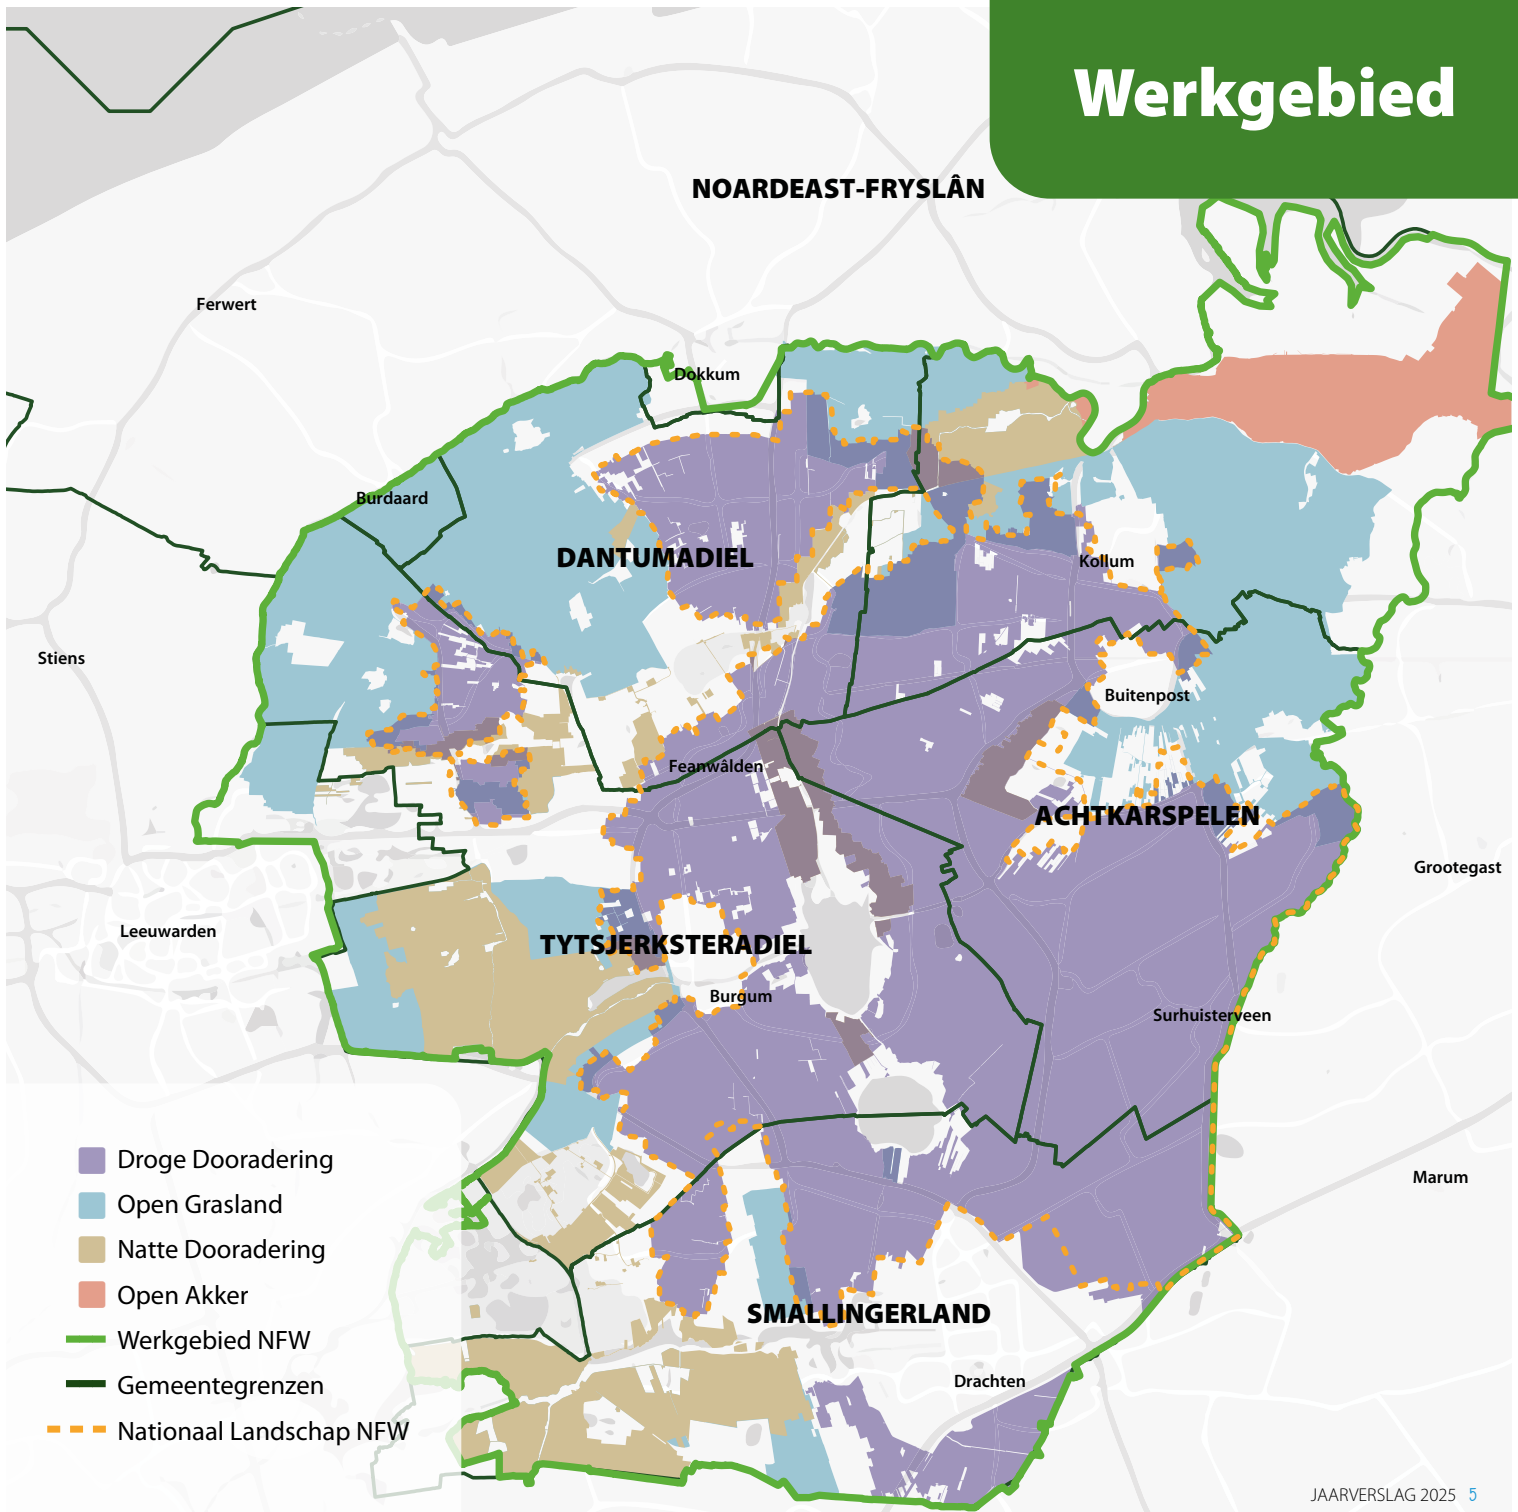 Werkgebied
NOARDEAST-FRYSLÂN
Ferwert
Dokkum
Burdaard
DANTUMADIEL
Kollum
Stiens
Buitenpost
Feanwâlden
ACHTKARSPELEN
Grootegast
Leeuwarden
TYTSJERKSTERADIEL
Burgum
Surhuisterveen
Marum
Droge Dooradering
Open Grasland
Natte Dooradering
Open Akker
Werkgebied NFW
Gemeentegrenzen
Nationaal Landschap NFW
SMALLINGERLAND
Drachten
JAARVERSLAG 2025 5